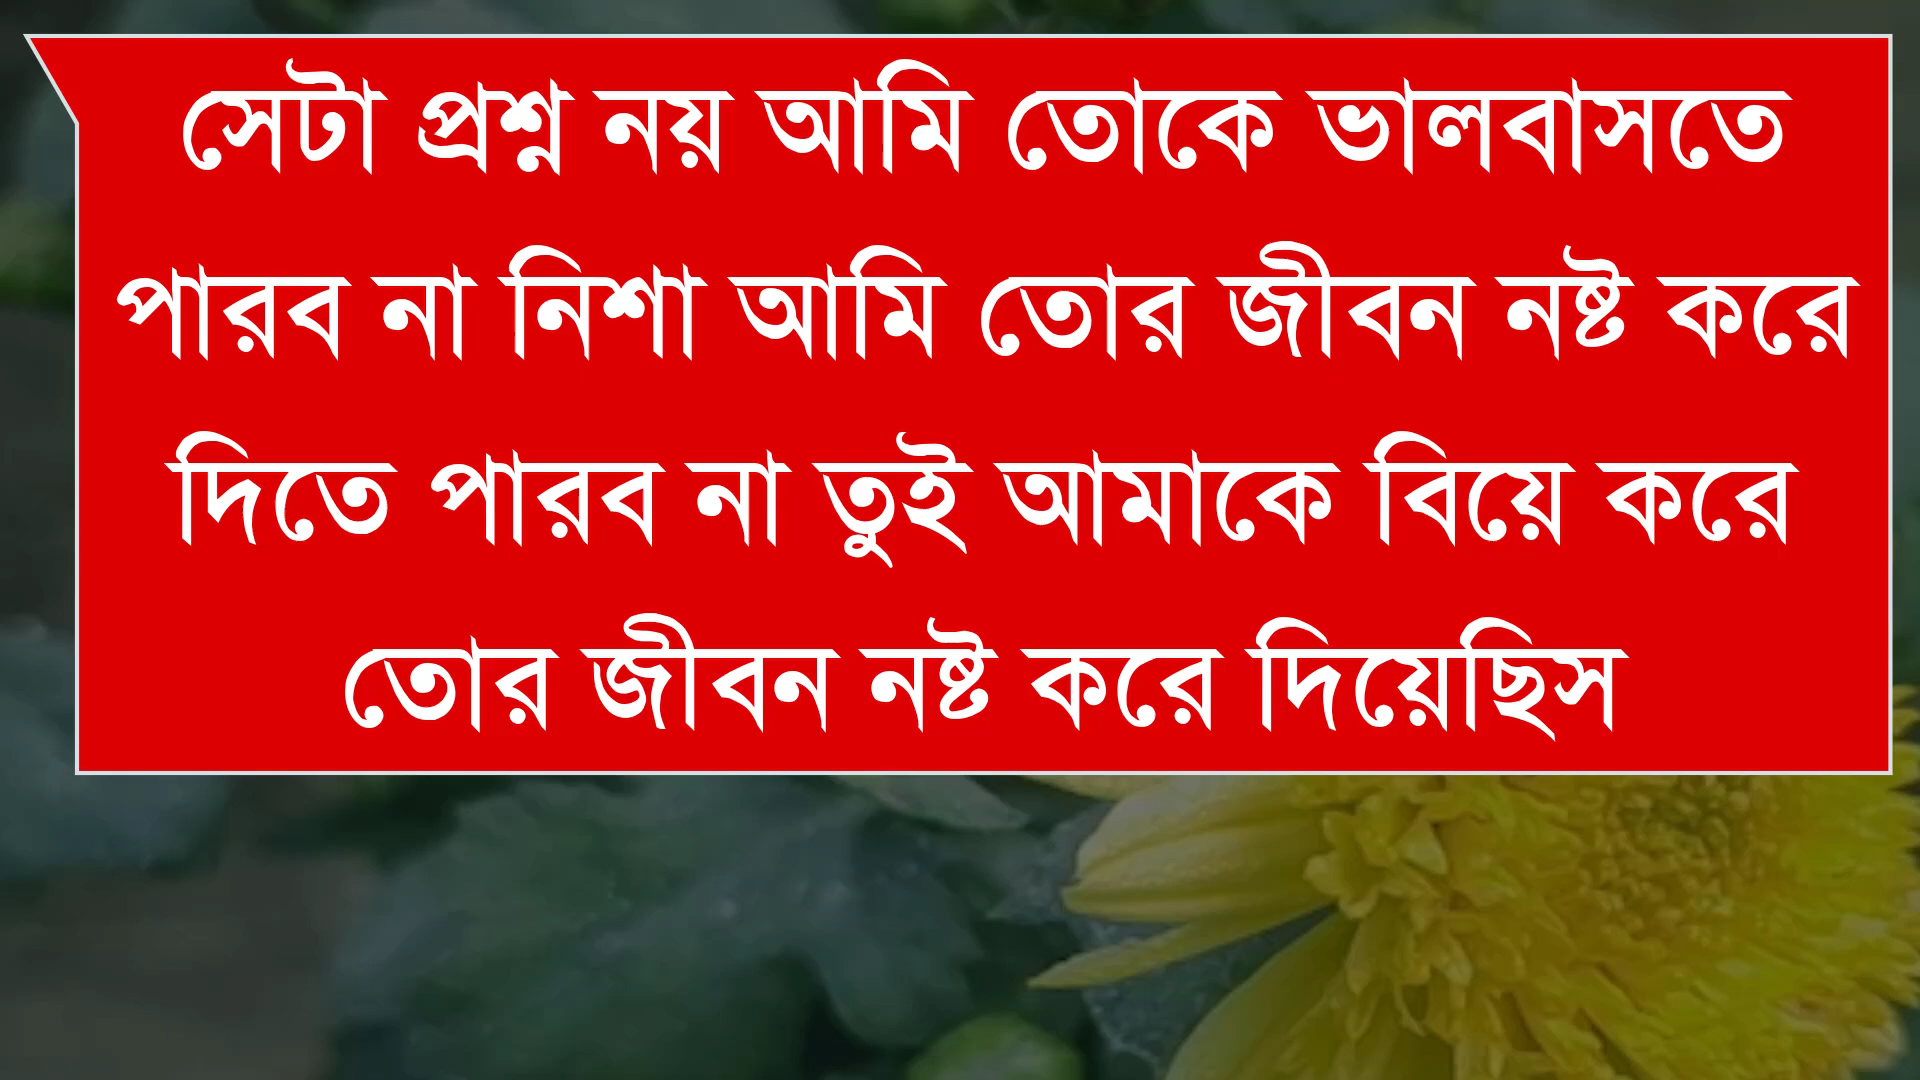 সেটা প্রশ্ন নয় আমি তোকে ভালবাসতে
পারব না নিশা আমি তোর জীবন নষ্ট করে
দিতে পারব না তুই আমাকে বিয়ে করে
তোর জীবন নষ্ট করে দিয়েছিস